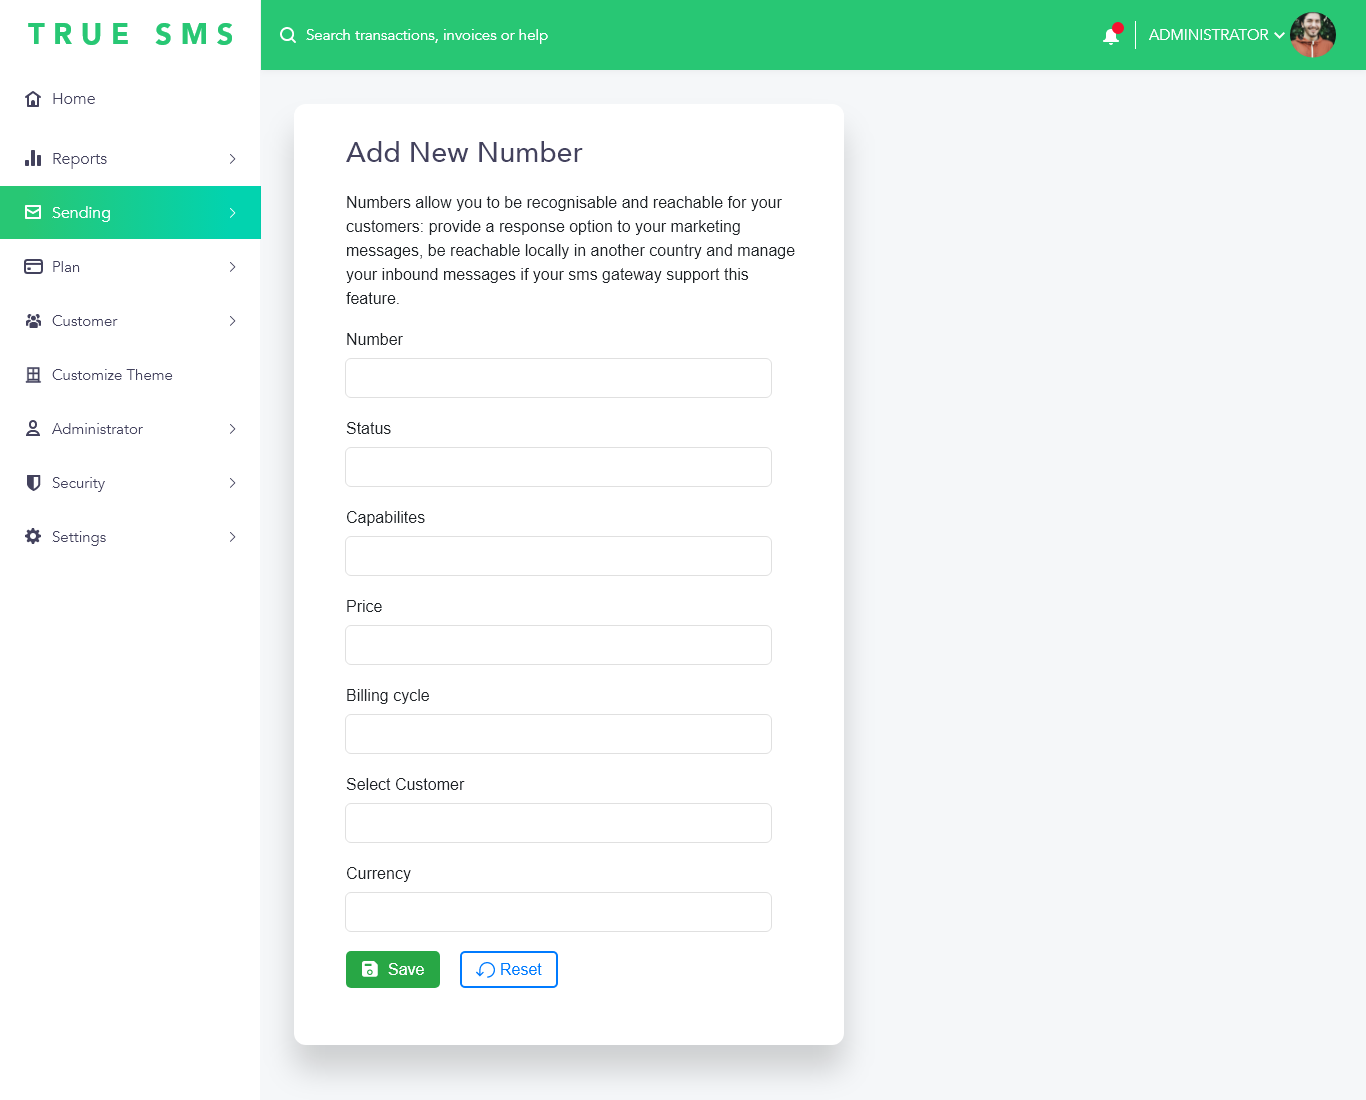 TRUE SMS
Search transactions, invoices or help
ADMINISTRATOR
Home
Reports
Sending
Plan
Customer
Customize Theme
Administrator
Security
Settings
Add New Number
Numbers allow you to be recognisable and reachable for your
customers: provide a response option to your marketing
messages, be reachable locally in another country and manage
your inbound messages if your sms gateway support this
feature.
Number
Status
Capabilites
Price
Billing cycle
Select Customer
Currency
Save
Reset